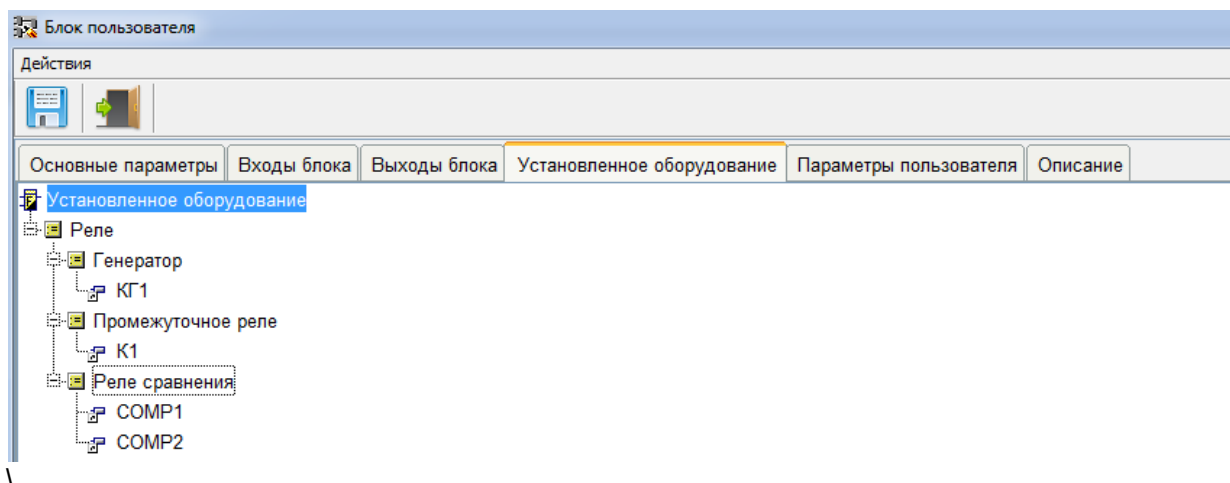 Блок пользователя
Действия
Основные параметры Входы блока Выходы блока Установленное оборудование Параметры пользователя Описание
Установленное оборудование
Реле
Генератор
КГ1
Промежуточное реле
К1
Реле сравнения
COMP1
COMP2
\